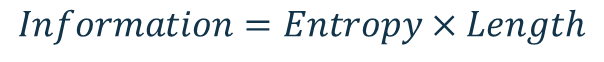 Information = Entropy × Length